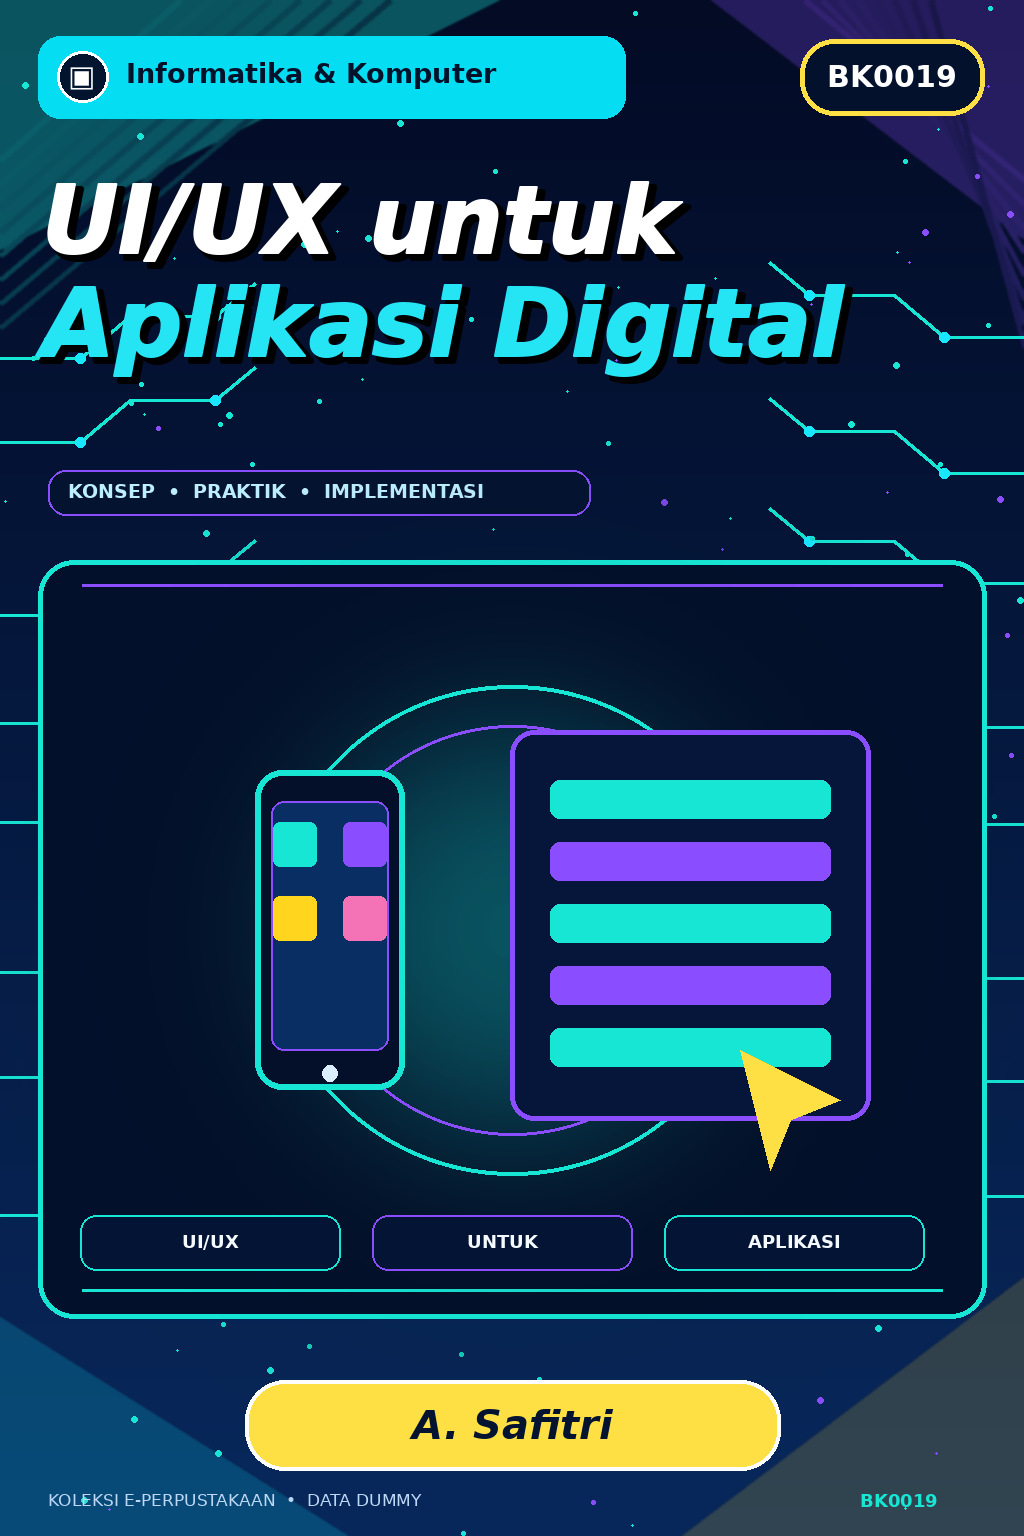 Informatika & Komputer
BK0019
UI/UX untuk
Aplikasi Digital
KONSEP • PRAKTIK • IMPLEMENTASI
UI/UX
UNTUK
APLIKASI
A. Safitri
KOLEKSI E-PERPUSTAKAAN • DATA DUMMY
BK0019